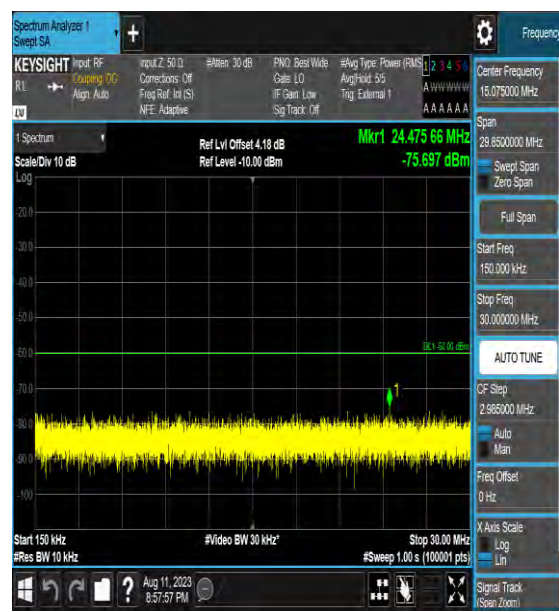 Spectrum Analyzer 1
Swept SA
+
Frequency
KEYSIGHT
RL
Input: RF
Coupling: DC
Align: Auto
Input Z: 50 Ω
Corrections: Off
Freq Ref: Int (S)
NFE: Adaptive
#Atten: 30 dB
PNO: Best Wide
Gate: LO
IF Gain: Low
Sig Track: Off
#Avg Type: Power (RMS
Avg|Hold: 5/5
Trig: External 1
1 2 3 4 5 6
A W W W W W
A A A A A A
LW
1 Spectrum
Scale/Div 10 dB
Log
Ref Lvl Offset 4.18 dB
Ref Level -10.00 dBm
Mkr1 24.475 66 MHz
-75.697 dBm
-20.0
-30.0
-40.0
-50.0
-60.0
-70.0
-80.0
-90.0
-100
DL1 -60.00 dBm
1
Start 150 kHz
#Res BW 10 kHz
#Video BW 30 kHz*
Stop 30.00 MHz
#Sweep 1.00 s (100001 pts)
Aug 11, 2023
8:57:57 PM
?
Center Frequency
15.075000 MHz
Span
29.8500000 MHz
Swept Span
Zero Span
Full Span
Start Freq
150.000 kHz
Stop Freq
30.000000 MHz
AUTO TUNE
CF Step
2.985000 MHz
Auto
Man
Freq Offset
0 Hz
X Axis Scale
Log
Lin
Signal Track
(Span Zoom)